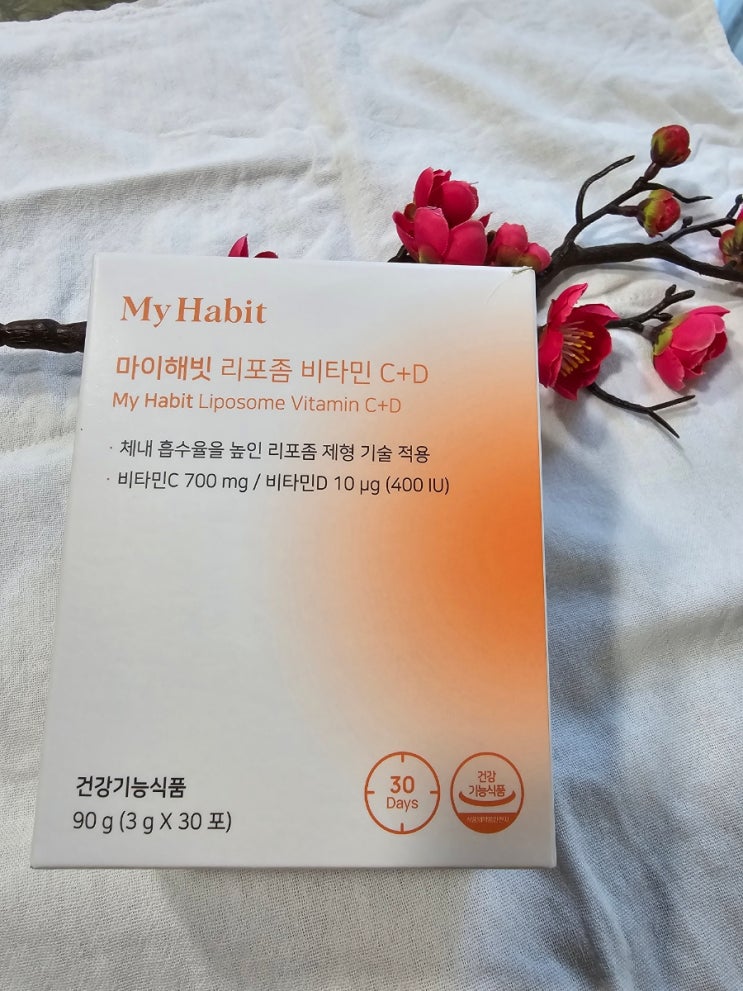 My Habit
마이해빗 리포좀 비타민 C+D
My Habit Liposome Vitamin C+D
· 체내 흡수율을 높인 리포좀 제형 기술 적용
· 비타민C 700 mg / 비타민D 10 µg (400 IU)
건강기능식품
90 g (3 g X 30 포)
30
Days
건강
기능식품